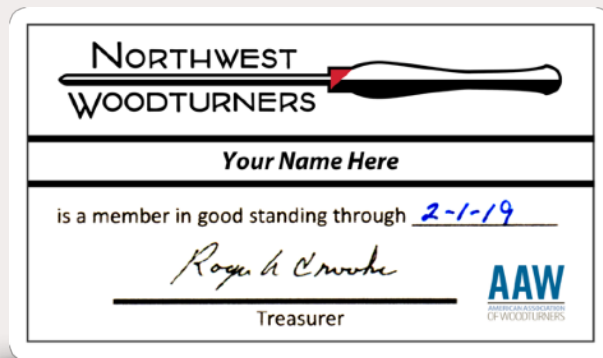 NORTHWEST
WOODTURNERS
Your Name Here
is a member in good standing through 2-1-19
Treasurer
AAW
AMERICAN ASSOCIATION
OF WOODTURNERS